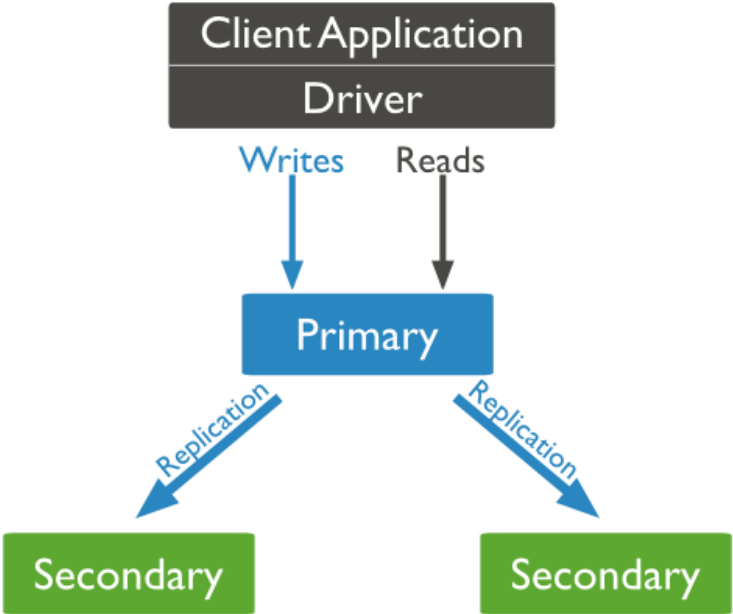 Client Application
Driver
Writes
Reads
Primary
Replication
Replication
Secondary
Secondary